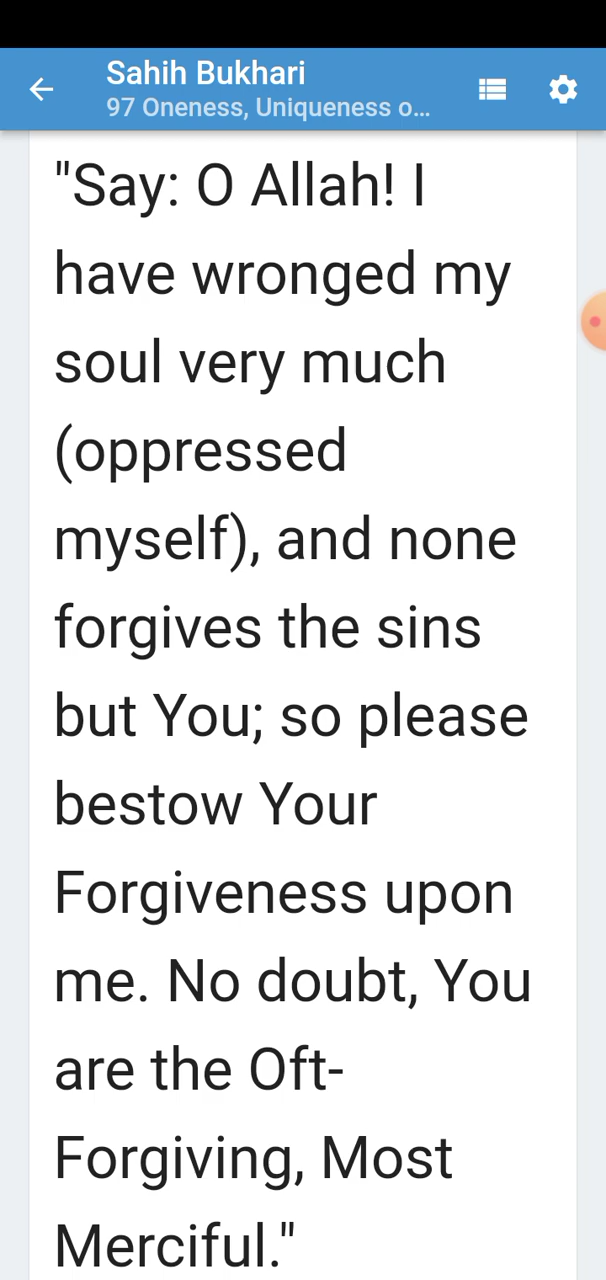 Sahih Bukhari
97 Oneness, Uniqueness o...
"Say: O Allah! I
have wronged my
soul very much
(oppressed
myself), and none
forgives the sins
but You; so please
bestow Your
Forgiveness upon
me. No doubt, You
are the Oft-
Forgiving, Most
Merciful."